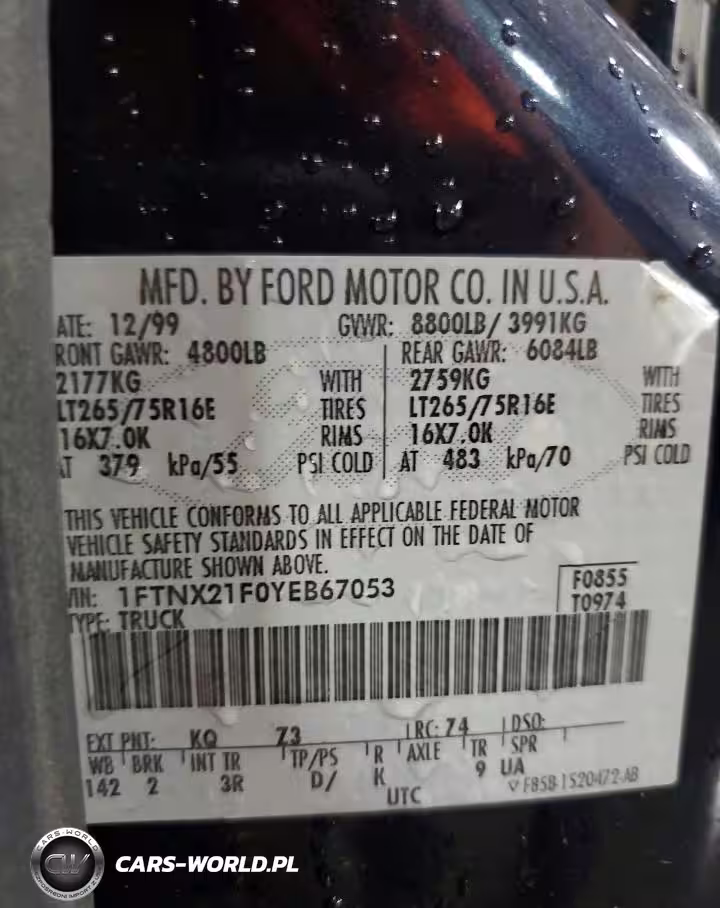 MFD. BY FORD MOTOR CO. IN U.S.A.
ATE: 12/99 GVWR: 8800LB/ 3991KG
RONT GAWR: 4800LB REAR GAWR: 6084LB
2177KG WITH 2759KG WITH
LT265/75R16E TIRES LT265/75R16E TIRES
16X7.0K RIMS 16X7.0K RIMS
AT 379 kPa/55 PSI COLD AT 483 kPa/70 PSI COLD
THIS VEHICLE CONFORMS TO ALL APPLICABLE FEDERAL MOTOR
VEHICLE SAFETY STANDARDS IN EFFECT ON THE DATE OF
MANUFACTURE SHOWN ABOVE.
VIN: 1FTNX21F0YEB67053 F0855
TYPE: TRUCK T0974
EXT PNT: KQ Z3 RC: 74 DSO:
WB BRK INT TR TP/PS R AXLE TR SPR
142 2 3R D/ K 9 UA
UTC F85B-1520472-AB
CARS-WORLD
CW
CARS-WORLD.PL